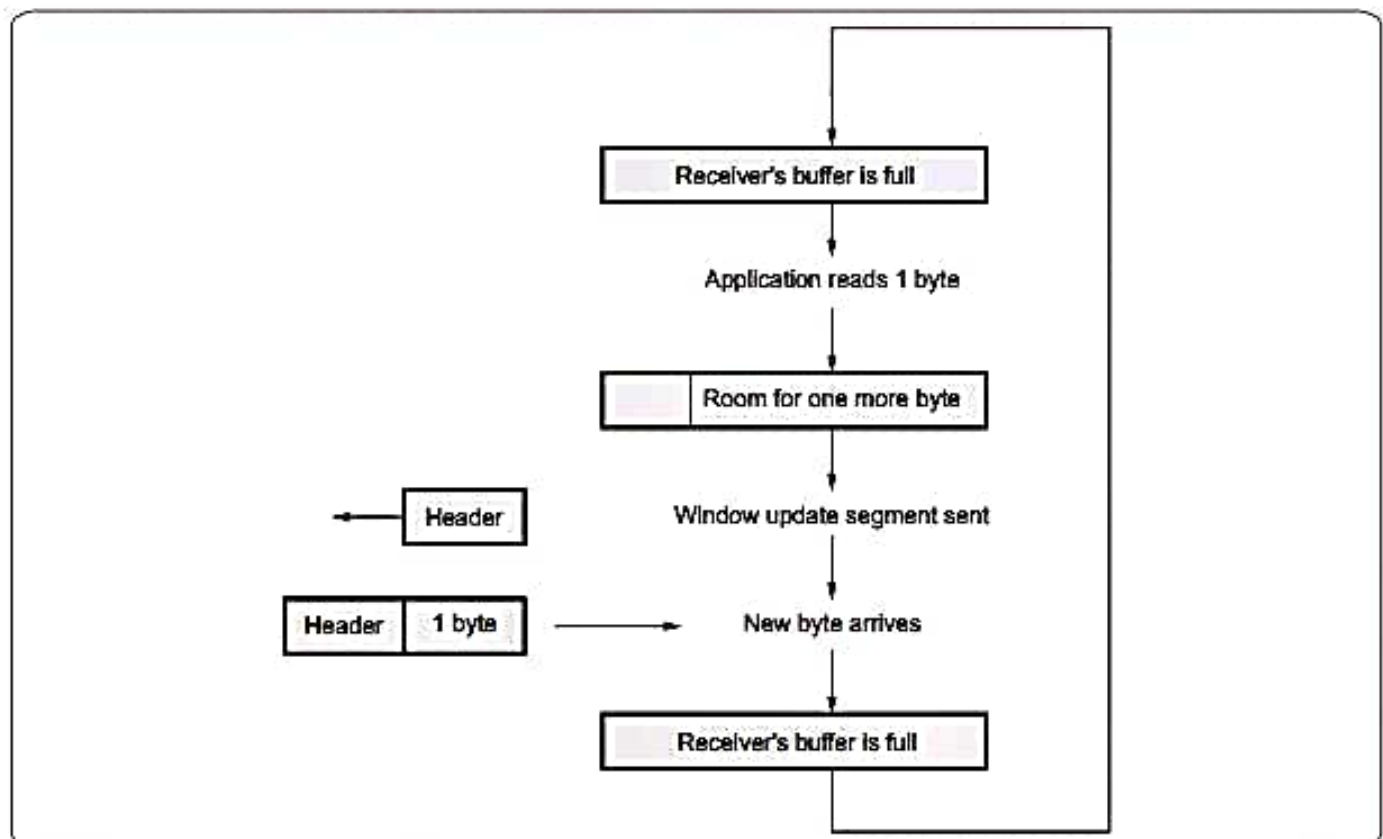 Receiver's buffer is full
Application reads 1 byte
Room for one more byte
Header
Window update segment sent
Header
1 byte
New byte arrives
Receiver's buffer is full